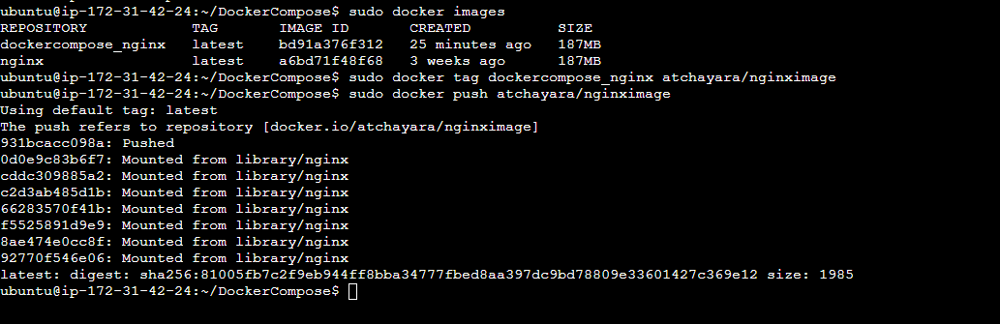 ubuntu@ip-172-31-42-24:~/DockerCompose$ sudo docker images
REPOSITORY TAG IMAGE ID CREATED SIZE
dockercompose_nginx latest bd91a376f312 25 minutes ago 187MB
nginx latest a6bd71f48f68 3 weeks ago 187MB
ubuntu@ip-172-31-42-24:~/DockerCompose$ sudo docker tag dockercompose_nginx atchayara/nginximage
ubuntu@ip-172-31-42-24:~/DockerCompose$ sudo docker push atchayara/nginximage
Using default tag: latest
The push refers to repository [docker.io/atchayara/nginximage]
931bcacc098a: Pushed
0d0e9c83b6f7: Mounted from library/nginx
cddc309885a2: Mounted from library/nginx
c2d3ab485d1b: Mounted from library/nginx
66283570f41b: Mounted from library/nginx
f5525891d9e9: Mounted from library/nginx
8ae474e0cc8f: Mounted from library/nginx
92770f546e06: Mounted from library/nginx
latest: digest: sha256:81005fb7c2f9eb944ff8bba34777fbed8aa397dc9bd78809e33601427c369e12 size: 1985
ubuntu@ip-172-31-42-24:~/DockerCompose$